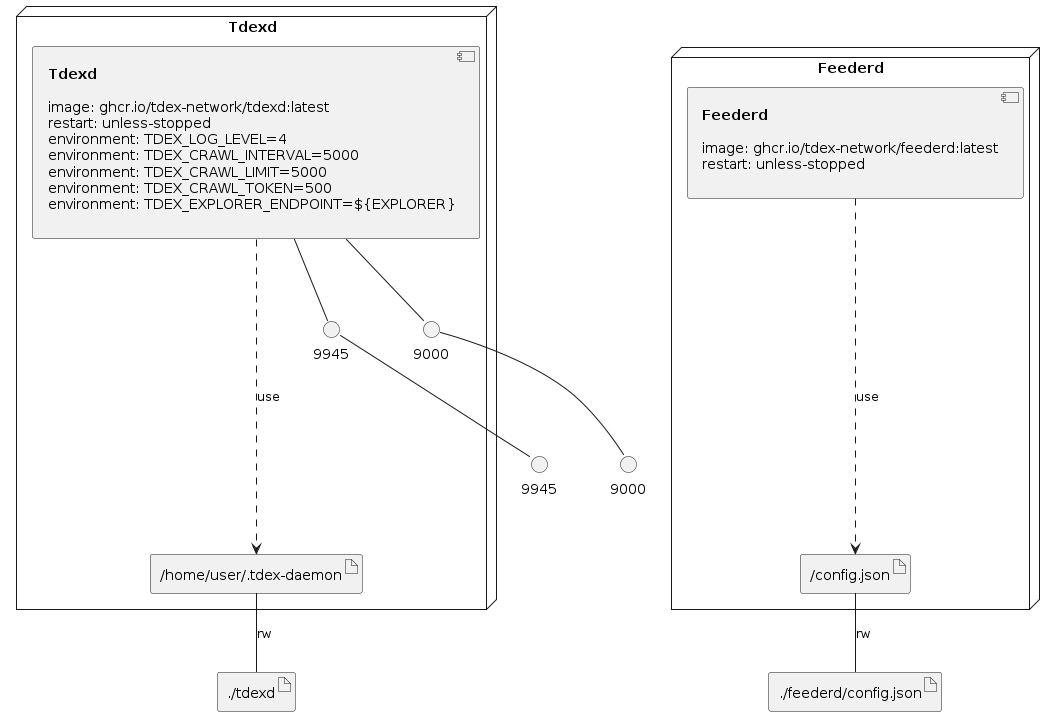 Tdexd
Tdexd
image: ghcr.io/tdex-network/tdexd:latest
restart: unless-stopped
environment: TDEX_LOG_LEVEL=4
environment: TDEX_CRAWL_INTERVAL=5000
environment: TDEX_CRAWL_LIMIT=5000
environment: TDEX_CRAWL_TOKEN=500
environment: TDEX_EXPLORER_ENDPOINT=${EXPLORER}
9945
9000
use
9945
9000
/home/user/.tdex-daemon
rw
./tdexd
Feederd
Feederd
image: ghcr.io/tdex-network/feederd:latest
restart: unless-stopped
use
/config.json
rw
./feederd/config.json